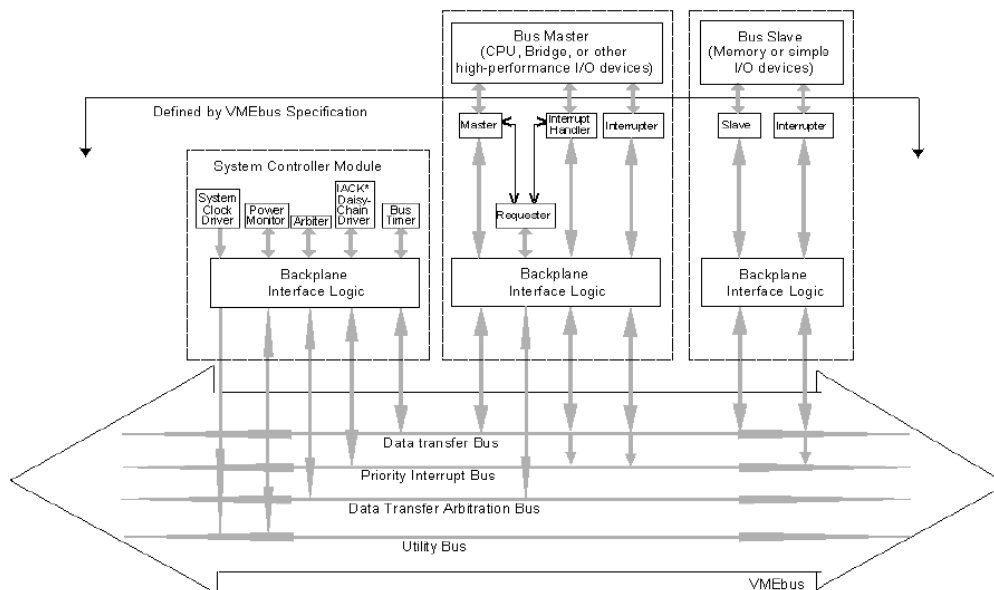 Bus Master
(CPU, Bridge, or other
high-performance I/O devices)
Bus Slave
(Memory or simple
I/O devices)
Defined by VMEbus Specification
Master
Interrupt
Handler
Interrupter
Slave
Interrupter
System Controller Module
System
Clock
Driver
Power
Monitor
Arbiter
IACK*
Daisy-
Chain
Driver
Bus
Timer
Requester
Backplane
Interface Logic
Backplane
Interface Logic
Backplane
Interface Logic
Data transfer Bus
Priority Interrupt Bus
Data Transfer Arbitration Bus
Utility Bus
VMEbus